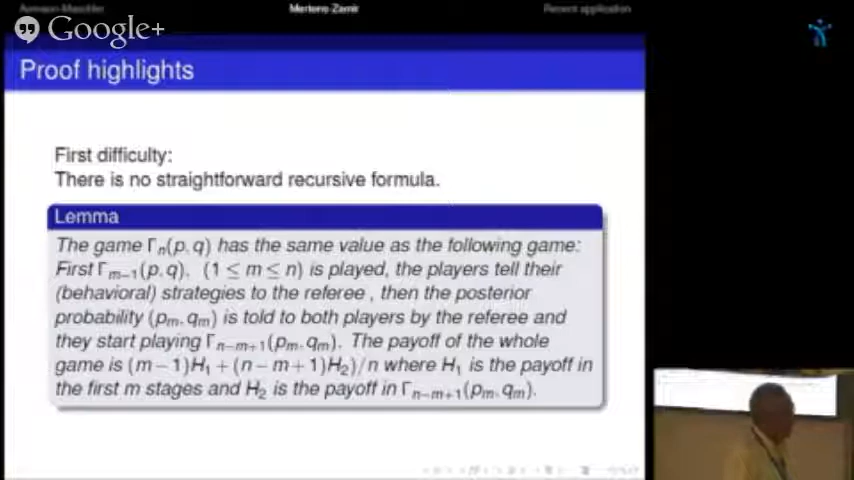 Aumann-Maschler Mertens Zamir Recent application
Google+
Proof highlights
First difficulty:
There is no straightforward recursive formula.
Lemma
The game Γn(p,q) has the same value as the following game:
First Γm−1(p,q), (1 ≤ m ≤ n) is played, the players tell their
(behavioral) strategies to the referee , then the posterior
probability (pm,qm) is told to both players by the referee and
they start playing Γn−m+1(pm,qm). The payoff of the whole
game is (m−1)H1+(n−m+1)H2)/n where H1 is the payoff in
the first m stages and H2 is the payoff in Γn−m+1(pm,qm).